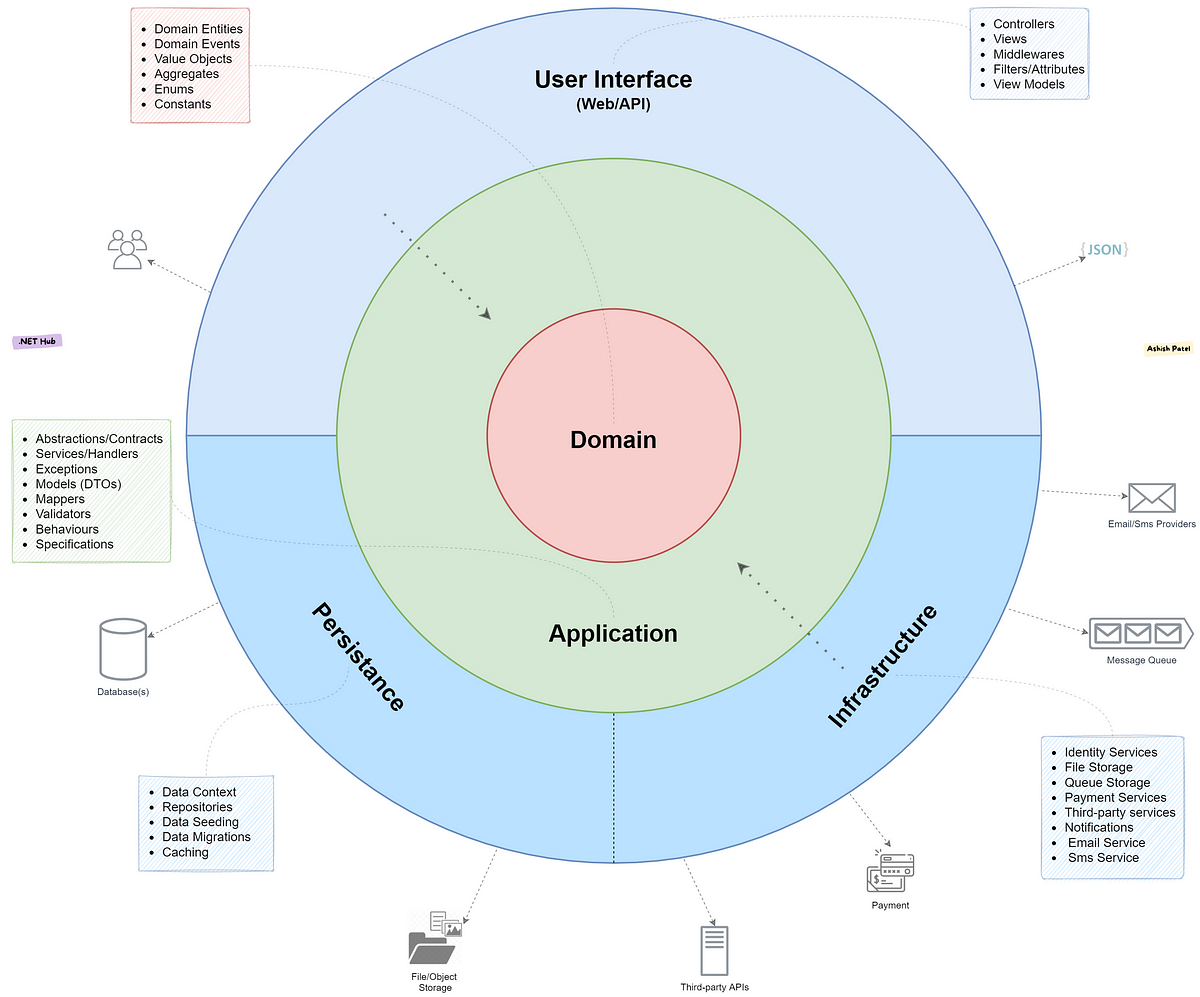 Domain Entities
Domain Events
Value Objects
Aggregates
Enums
Constants
User Interface
(Web/API)
Controllers
Views
Middlewares
Filters/Attributes
View Models
{JSON}
.NET Hub
Ashish Patel
Abstractions/Contracts
Services/Handlers
Exceptions
Models (DTOs)
Mappers
Validators
Behaviours
Specifications
Domain
Email/Sms Providers
Application
Persistance
Infrastructure
Message Queue
Database(s)
Data Context
Repositories
Data Seeding
Data Migrations
Caching
Identity Services
File Storage
Queue Storage
Payment Services
Third-party services
Notifications
Email Service
Sms Service
Payment
File/Object
Storage
Third-party APIs